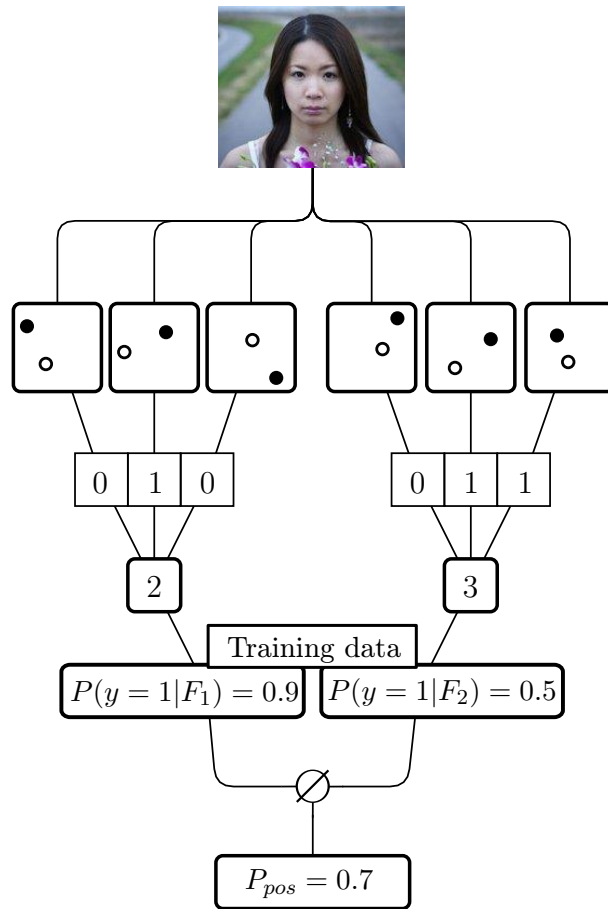 0 1 0 0 1 1
2 3
Training data
P(y = 1|F₁) = 0.9 P(y = 1|F₂) = 0.5
Pₚₒₛ = 0.7